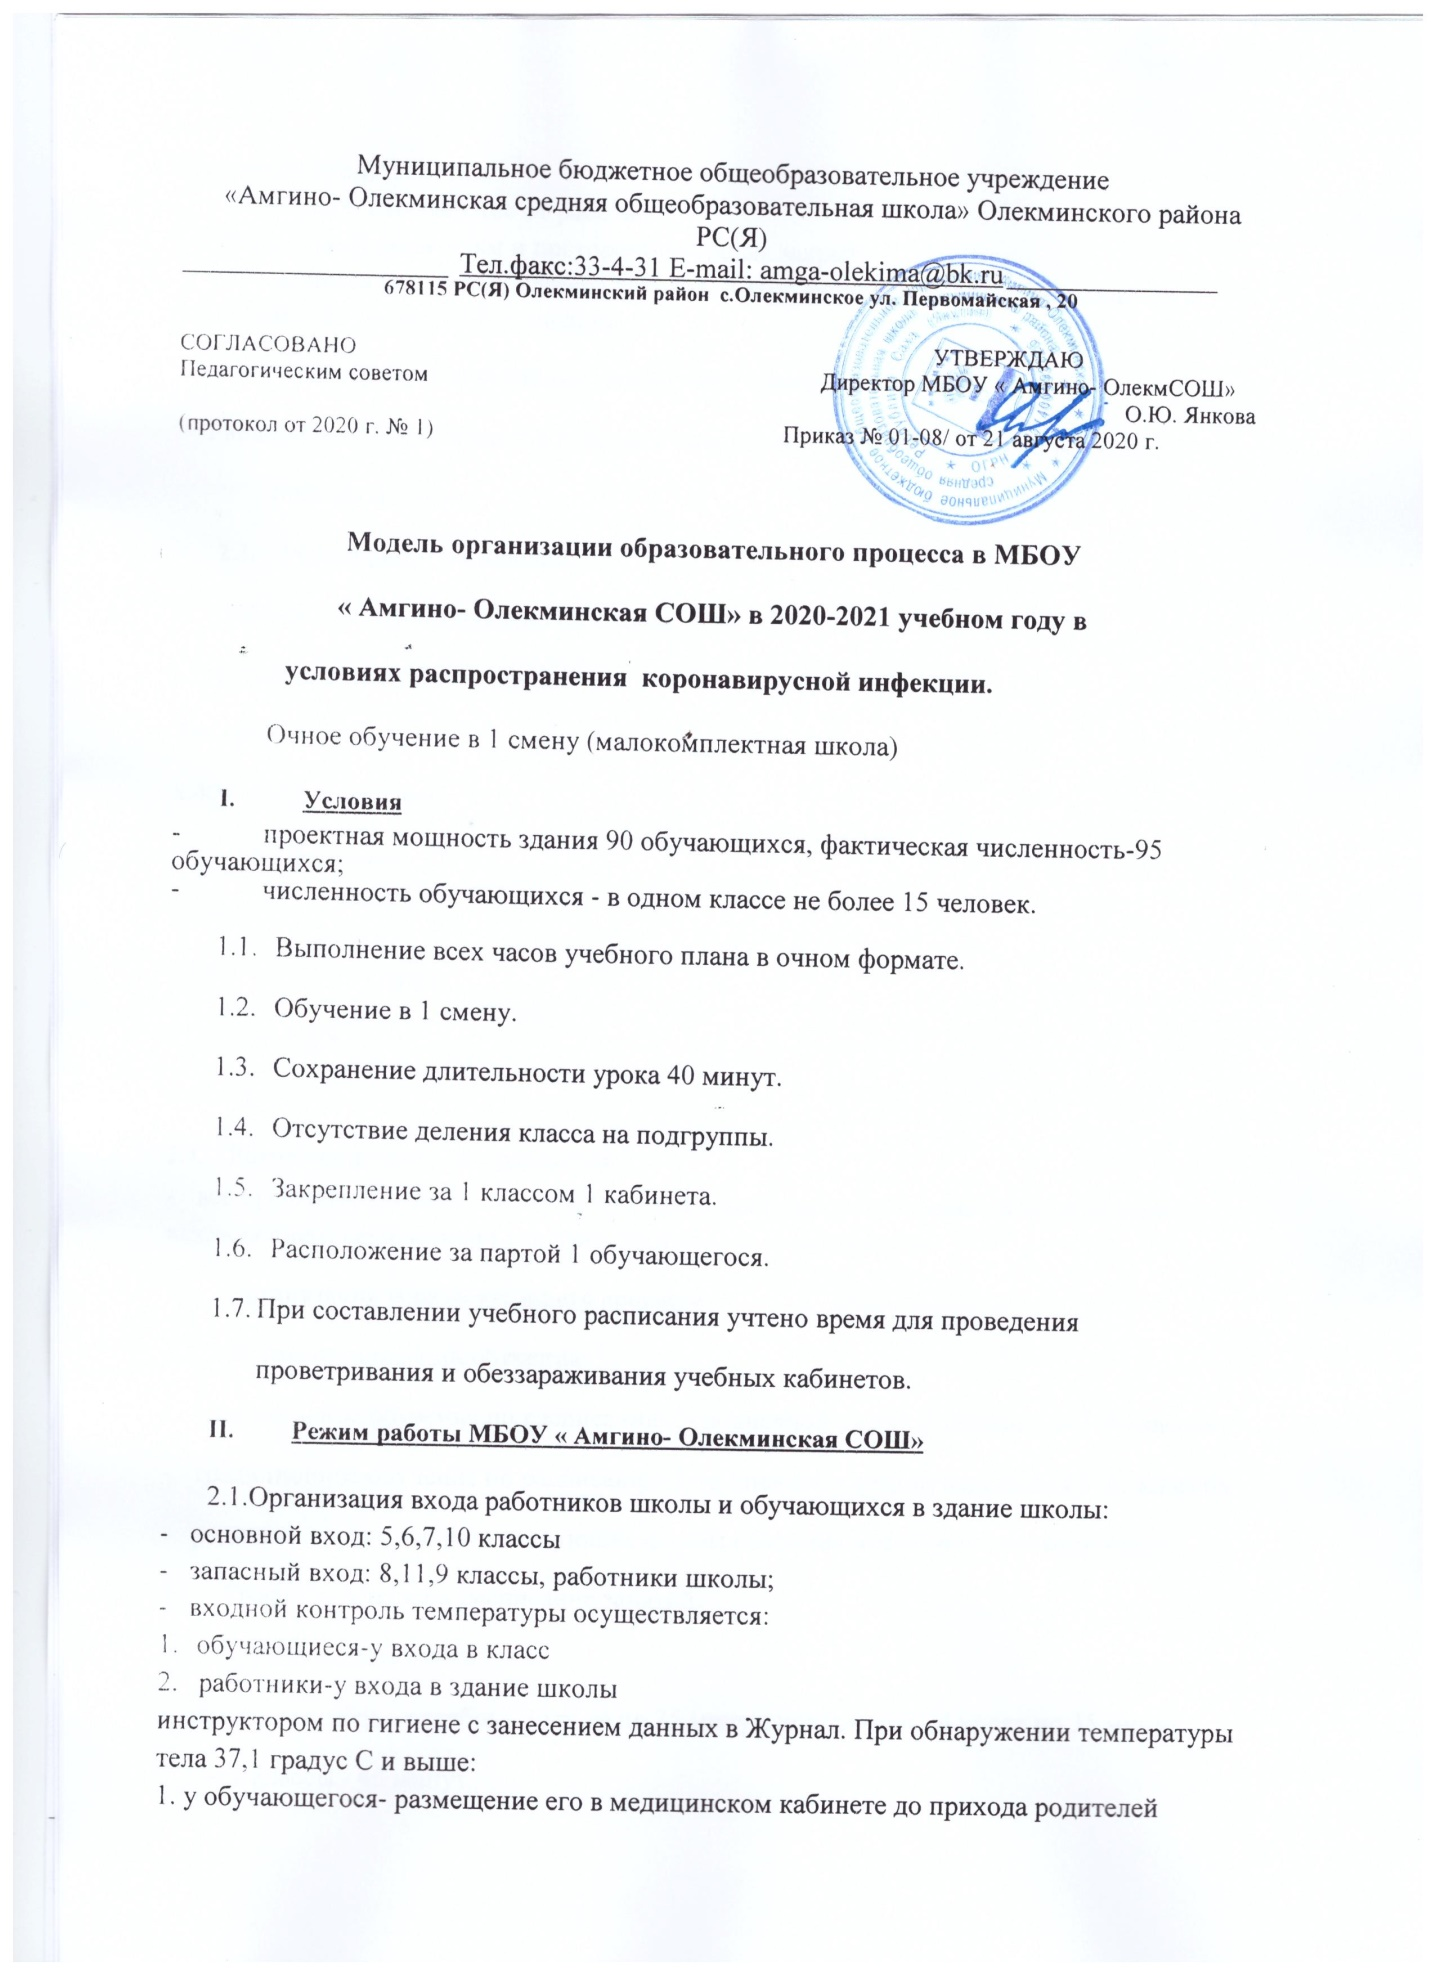 Муниципальное бюджетное общеобразовательное учреждение
«Амгино- Олекминская средняя общеобразовательная школа» Олекминского района
РС(Я)
Тел.факс:33-4-31 E-mail: amga-olekima@bk.ru
678115 РС(Я) Олекминский район с.Олекминское ул. Первомайская , 20
СОГЛАСОВАНО
Педагогическим советом
(протокол от 2020 г. № 1)
УТВЕРЖДАЮ
Директор МБОУ « Амгино- ОлекмСОШ»
О.Ю. Янкова
Приказ № 01-08/ от 21 августа 2020 г.
Модель организации образовательного процесса в МБОУ
« Амгино- Олекминская СОШ» в 2020-2021 учебном году в
условиях распространения коронавирусной инфекции.
Очное обучение в 1 смену (малокомплектная школа)
I. Условия
- проектная мощность здания 90 обучающихся, фактическая численность-95
обучающихся;
- численность обучающихся - в одном классе не более 15 человек.
1.1. Выполнение всех часов учебного плана в очном формате.
1.2. Обучение в 1 смену.
1.3. Сохранение длительности урока 40 минут.
1.4. Отсутствие деления класса на подгруппы.
1.5. Закрепление за 1 классом 1 кабинета.
1.6. Расположение за партой 1 обучающегося.
1.7. При составлении учебного расписания учтено время для проведения
проветривания и обеззараживания учебных кабинетов.
II. Режим работы МБОУ « Амгино- Олекминская СОШ»
2.1.Организация входа работников школы и обучающихся в здание школы:
- основной вход: 5,6,7,10 классы
- запасный вход: 8,11,9 классы, работники школы;
- входной контроль температуры осуществляется:
1. обучающиеся-у входа в класс
2. работники-у входа в здание школы
инструктором по гигиене с занесением данных в Журнал. При обнаружении температуры
тела 37,1 градус С и выше:
1. у обучающегося- размещение его в медицинском кабинете до прихода родителей